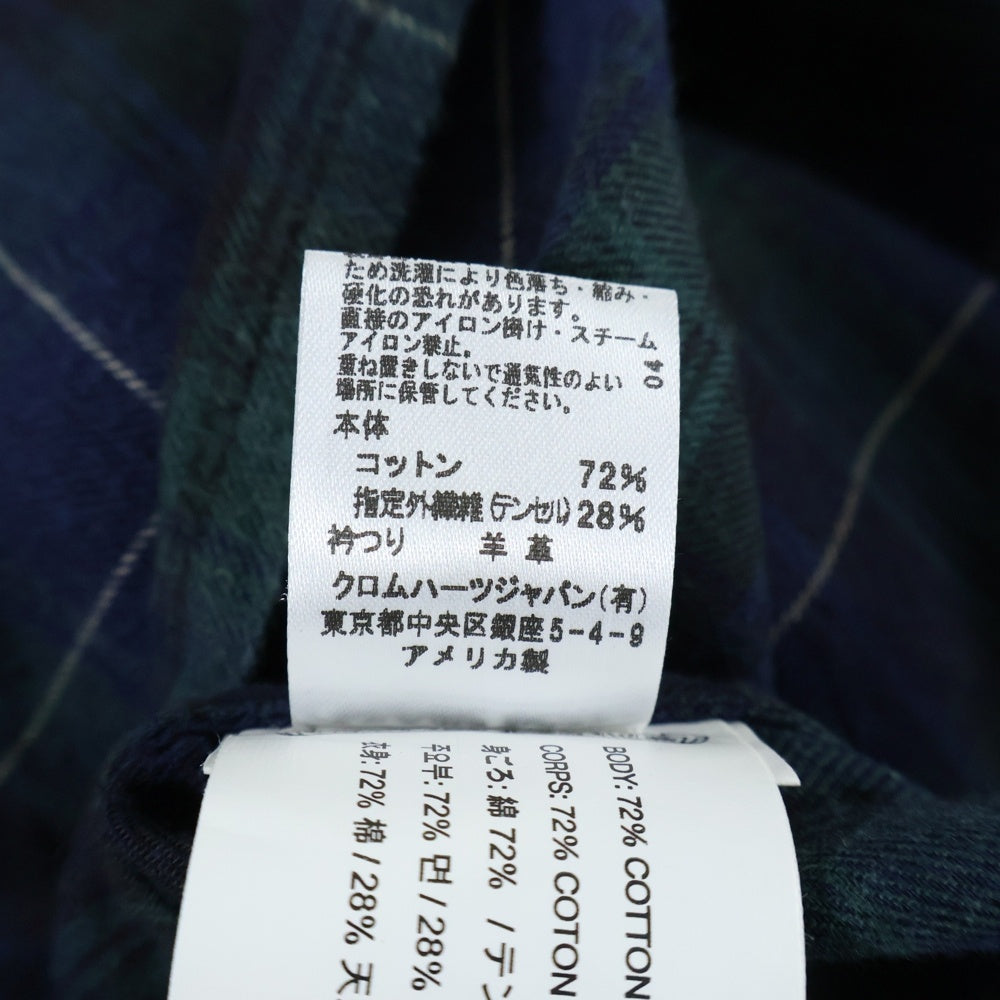 ため洗濯により色落ち・縮み・
硬化の恐れがあります。
直接のアイロン掛け・スチーム
アイロン禁止。
重ね置きしないで通気性のよい
場所に保管してください。
04
本体
コットン 72%
指定外繊維(テンセル)28%
衿つり 羊革
クロムハーツジャパン(有)
東京都中央区銀座5-4-9
アメリカ製
BODY: 72% COTTON
CORPS: 72% COTON
身ごろ: 綿 72% / テン
주요부: 72% 면 / 28%
衣身: 72% 棉 / 28% 天